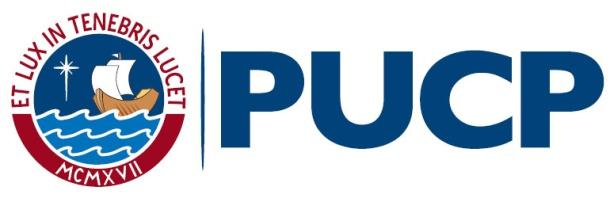 ET LUX IN TENEBRIS LUCET
MCMXVII
PUCP